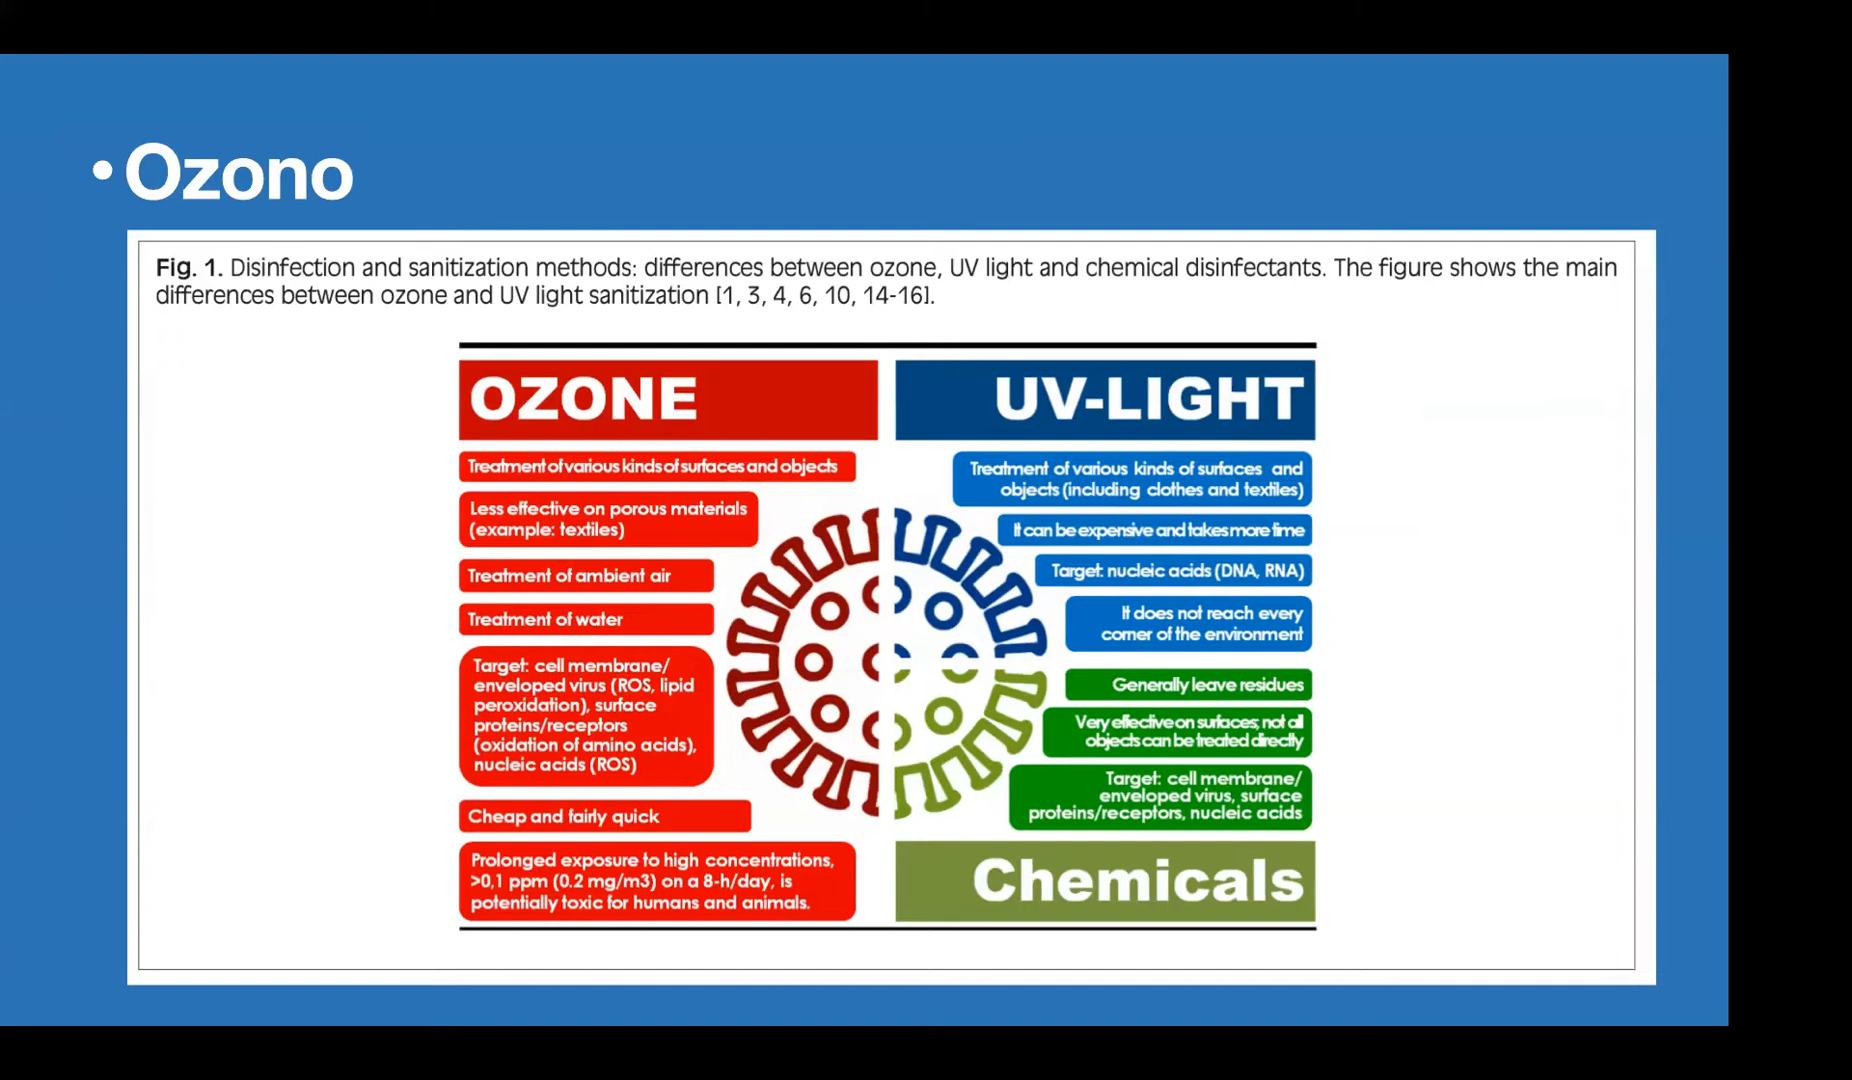 • Ozono
Fig. 1. Disinfection and sanitization methods: differences between ozone, UV light and chemical disinfectants. The figure shows the main
differences between ozone and UV light sanitization [1, 3, 4, 6, 10, 14-16].
OZONE
Treatment of various kinds of surfaces and objects
Less effective on porous materials
(example: textiles)
Treatment of ambient air
Treatment of water
Target: cell membrane/
enveloped virus (ROS, lipid
peroxidation), surface
proteins/receptors
(oxidation of amino acids),
nucleic acids (ROS)
Cheap and fairly quick
Prolonged exposure to high concentrations,
>0,1 ppm (0.2 mg/m3) on a 8-h/day, is
potentially toxic for humans and animals.
UV-LIGHT
Treatment of various kinds of surfaces and
objects (including clothes and textiles)
It can be expensive and takes more time
Target: nucleic acids (DNA, RNA)
It does not reach every
corner of the environment
Generally leave residues
Very effective on surfaces; not all
objects can be treated directly
Target: cell membrane/
enveloped virus, surface
proteins/receptors, nucleic acids
Chemicals